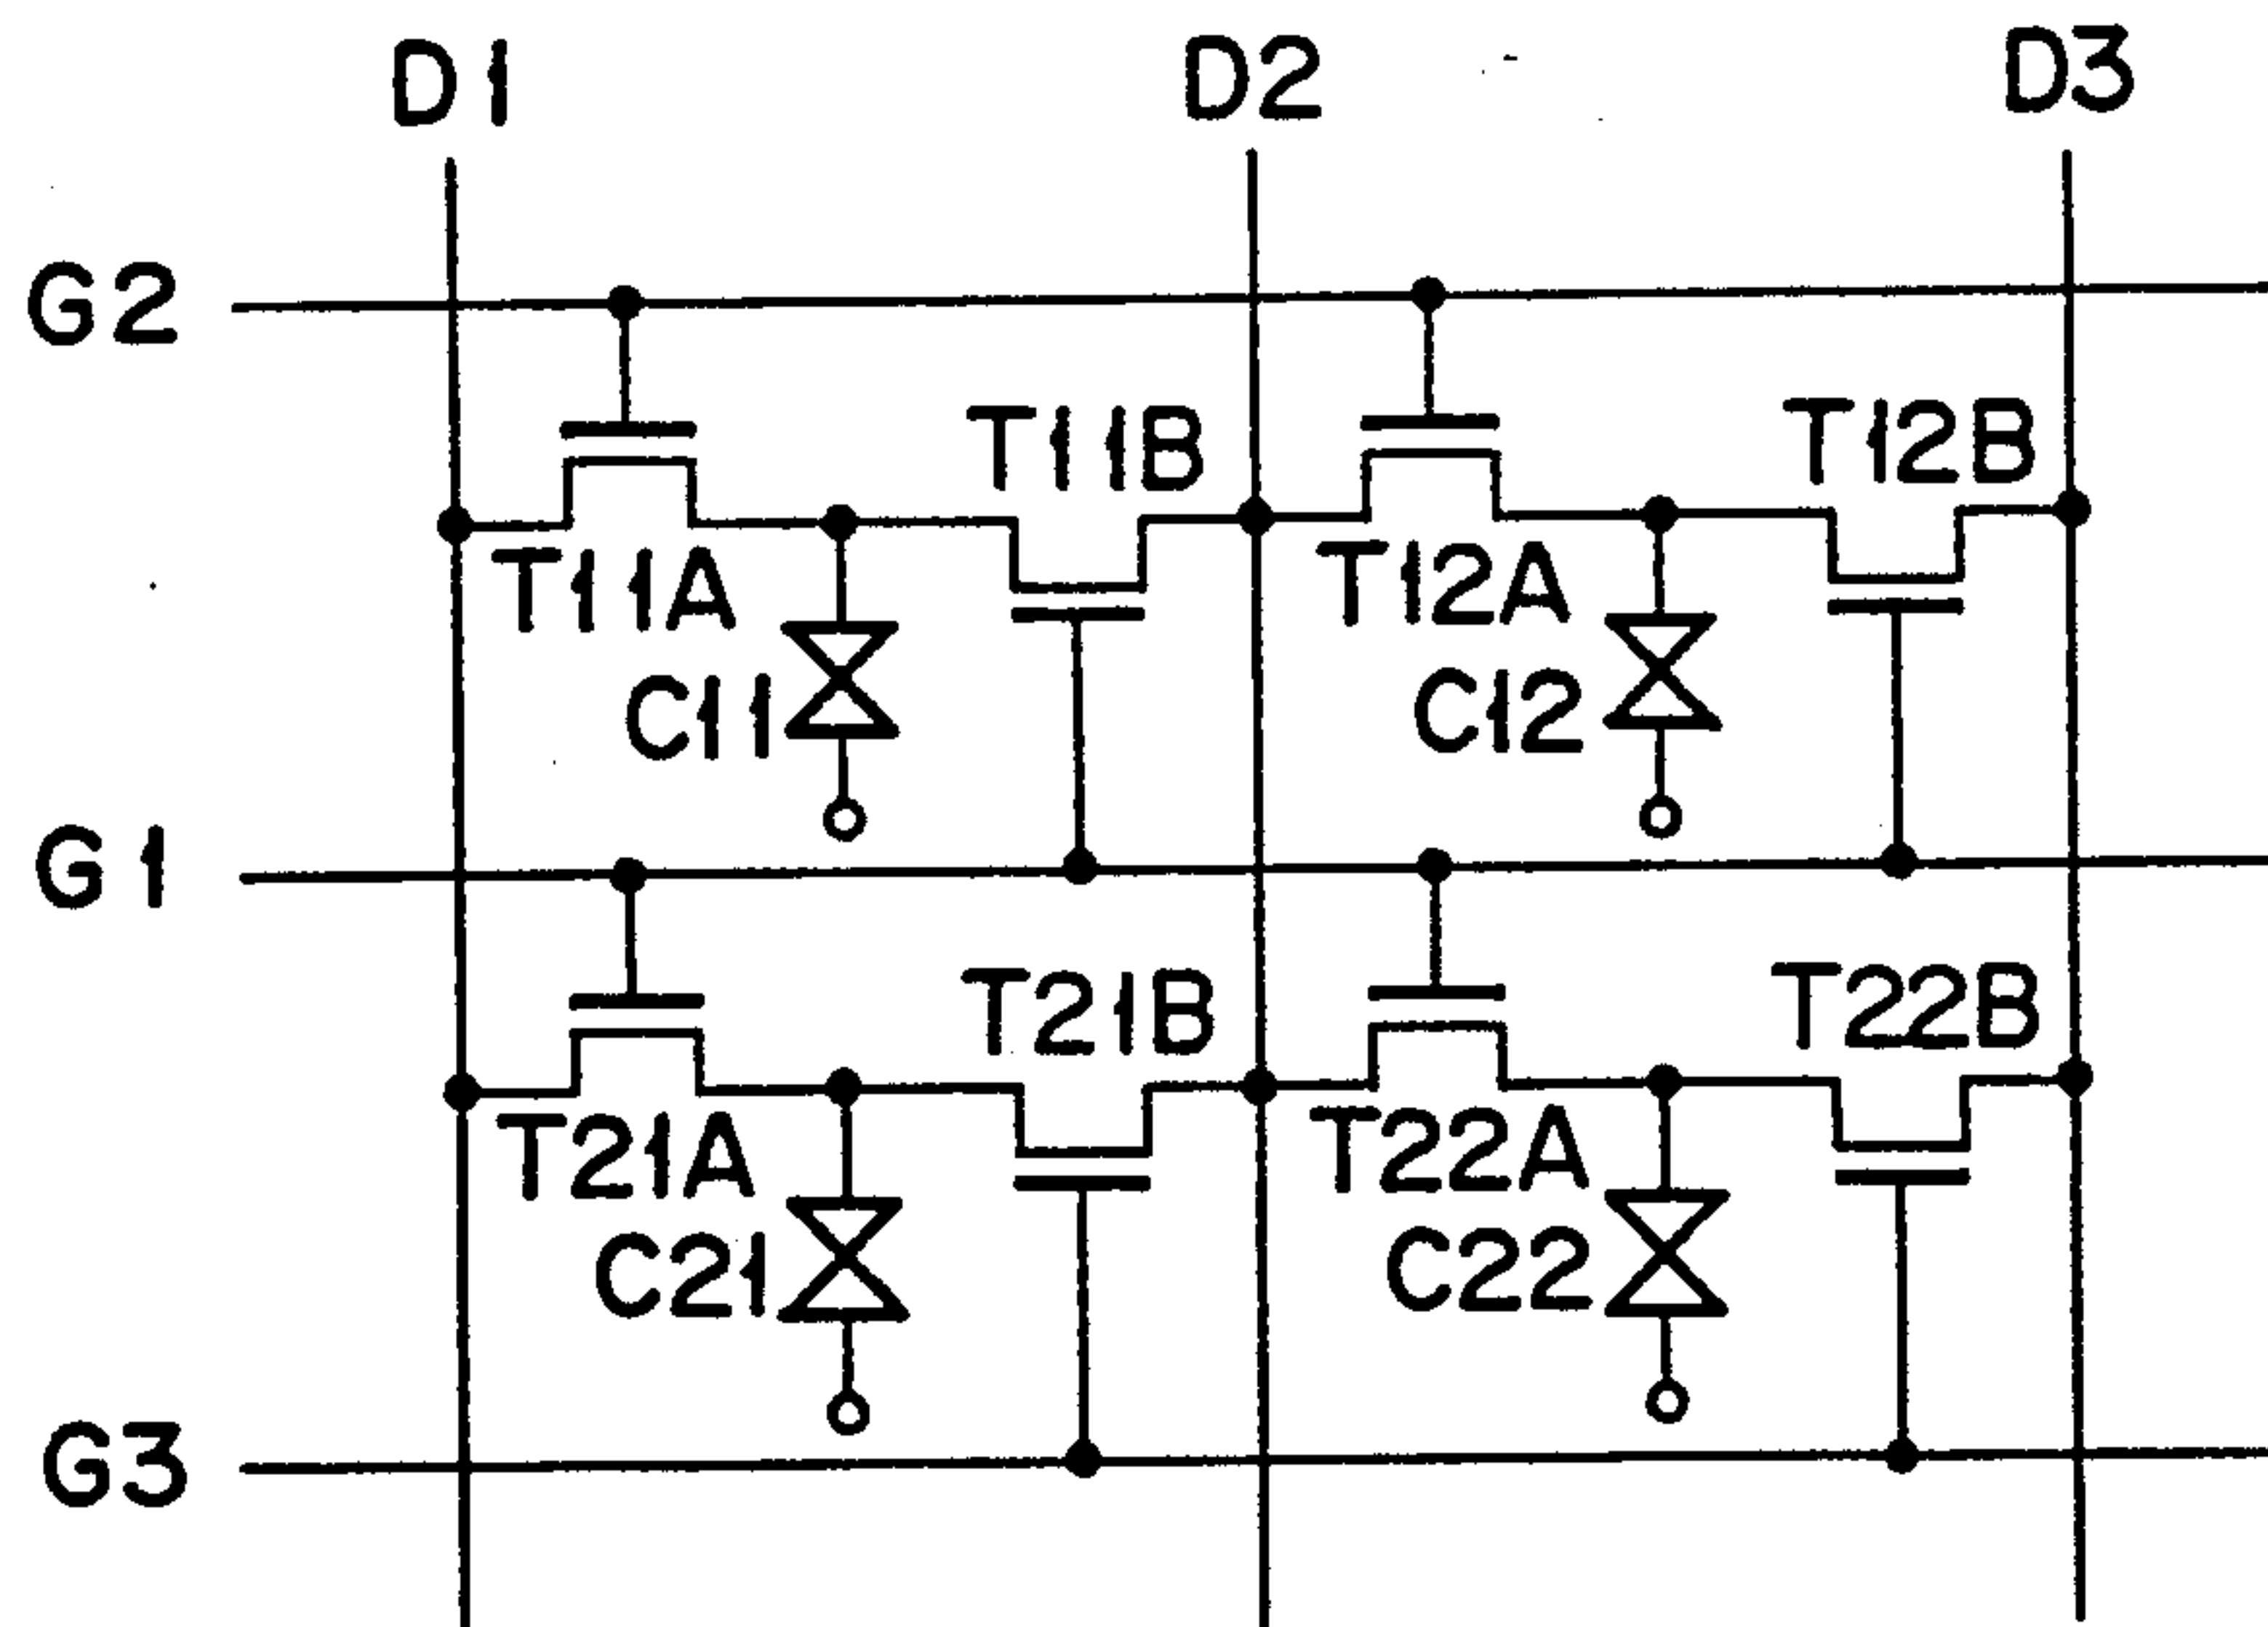 D1 D2 D3
G2
T11B T12B
T11A T12A
C11 C12
G1
T21B T22B
T21A T22A
C21 C22
G3